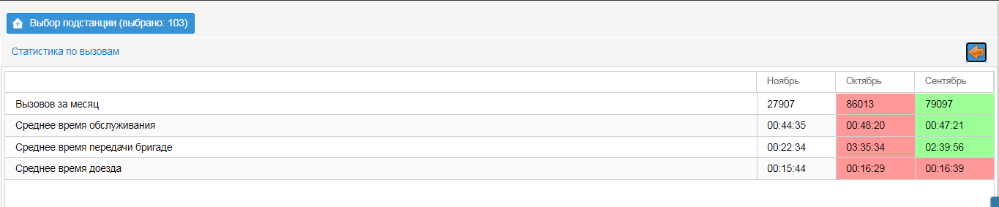 Выбор подстанции (выбрано: 103)
Статистика по вызовам
Ноябрь Октябрь Сентябрь
Вызовов за месяц 27907 86013 79097
Среднее время обслуживания 00:44:35 00:48:20 00:47:21
Среднее время передачи бригаде 00:22:34 03:35:34 02:39:56
Среднее время доезда 00:15:44 00:16:29 00:16:39